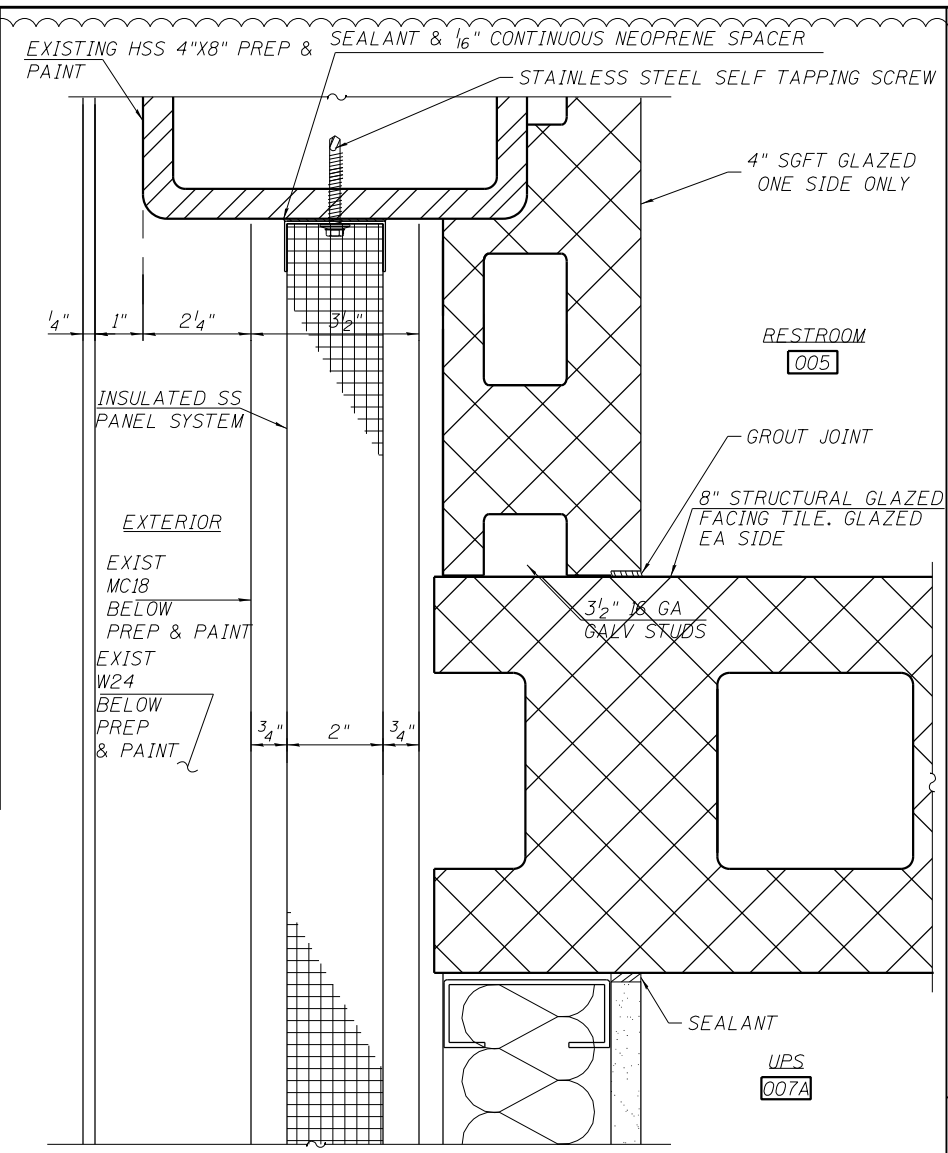 EXISTING HSS 4"X8" PREP &
PAINT
SEALANT & 1/16" CONTINUOUS NEOPRENE SPACER
STAINLESS STEEL SELF TAPPING SCREW
4" SGFT GLAZED
ONE SIDE ONLY
1/4"
1"
2 1/4"
3 1/2"
RESTROOM
005
INSULATED SS
PANEL SYSTEM
GROUT JOINT
8" STRUCTURAL GLAZED
FACING TILE. GLAZED
EA SIDE
EXTERIOR
EXIST
MC18
BELOW
PREP & PAINT
3 1/2" 16 GA
GALV STUDS
EXIST
W24
BELOW
PREP
& PAINT
3/4"
2"
3/4"
SEALANT
UPS
007A